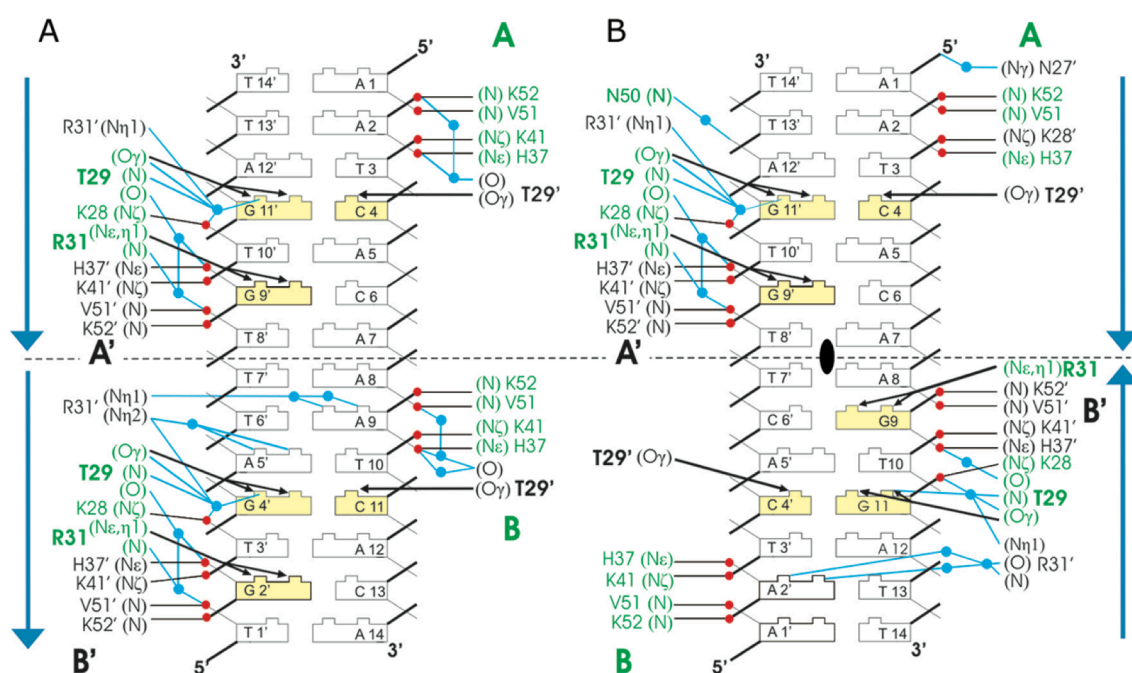 A
B
3'
5'
A
T 14'
A 1
(N) K52
(N) V51
T 13'
A 2
R31' (Nη1)
(Nζ) K41
(Nε) H37
(Oγ)
A 12'
T 3
T29
(N)
(O)
(O)
(Oγ) T29'
G 11'
C 4
K28 (Nζ)
R31 (Nε,η1)
(N)
T 10'
A 5
H37' (Nε)
K41' (Nζ)
G 9'
C 6
V51' (N)
K52' (N)
T 8'
A 7
A'
T 7'
A 8
R31' (Nη1)
(Nη2)
(N) K52
(N) V51
T 6'
A 9
(Nζ) K41
(Nε) H37
(Oγ)
A 5'
T 10
T29
(N)
(O)
(O)
(Oγ) T29'
G 4'
C 11
K28 (Nζ)
B
R31 (Nε,η1)
(N)
T 3'
A 12
H37' (Nε)
K41' (Nζ)
G 2'
C 13
V51' (N)
K52' (N)
T 1'
A 14
B'
5'
3'
3'
5'
A
T 14'
A 1
(Nγ) N27'
N50 (N)
(N) K52
(N) V51
R31' (Nη1)
T 13'
A 2
(Nζ) K28'
(Nε) H37
(Oγ)
A 12'
T 3
T29
(N)
(O)
(Oγ) T29'
G 11'
C 4
K28 (Nζ)
R31 (Nε,η1)
(N)
T 10'
A 5
H37' (Nε)
K41' (Nζ)
G 9'
C 6
V51' (N)
K52' (N)
T 8'
A 7
A'
T 7'
A 8
(Nε,η1) R31
(N) K52'
(N) V51'
B'
C 6'
G9
(Nζ) K41'
(Nε) H37'
T29' (Oγ)
A 5'
T10
(Nζ) K28
(O)
(N) T29
(Oγ)
C 4'
G 11
(Nη1)
(O) R31'
(N)
T 3'
A 12
H37 (Nε)
K41 (Nζ)
A 2'
T 13
V51 (N)
K52 (N)
A 1'
T 14
B
5'
3'